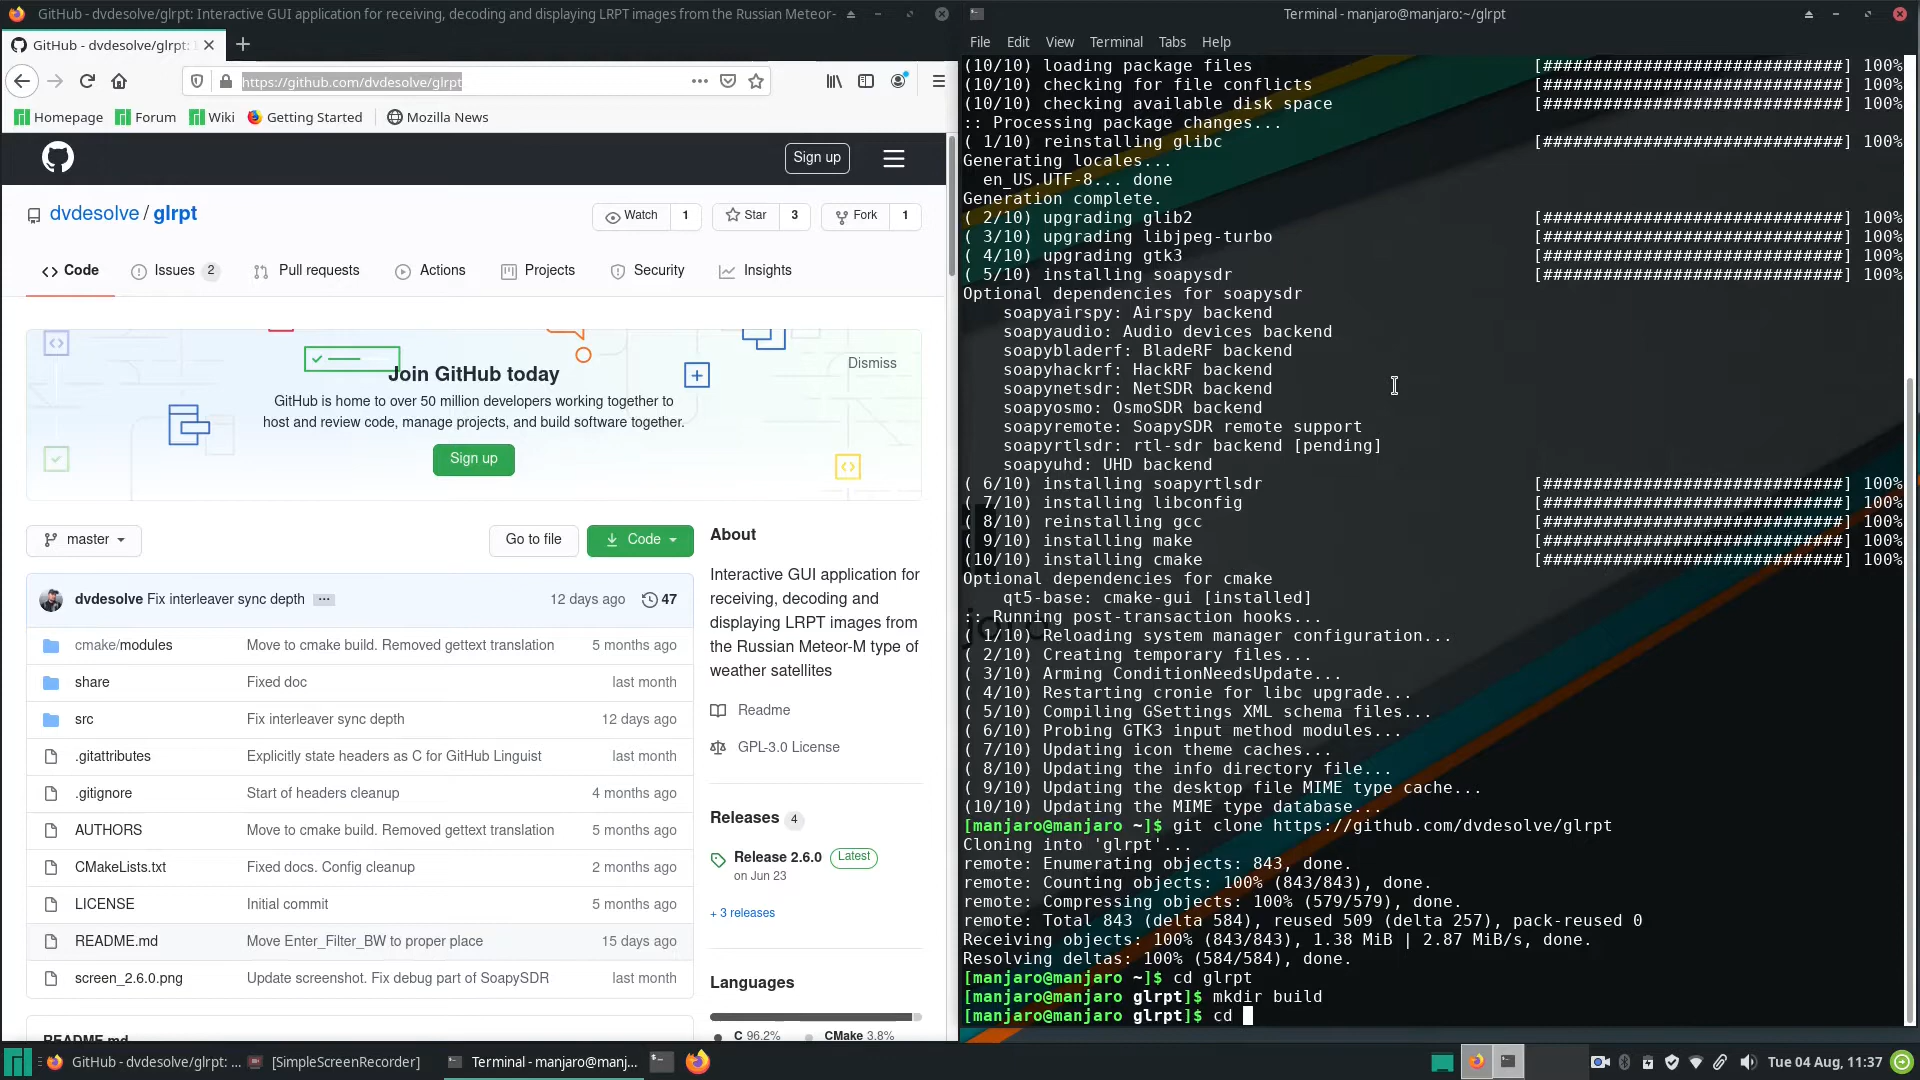 GitHub - dvdesolve/glrpt: Interactive GUI application for receiving, decoding and displaying LRPT images from the Russian Meteor-
GitHub - dvdesolve/glrpt:
https://github.com/dvdesolve/glrpt
Homepage Forum Wiki Getting Started Mozilla News
Sign up
dvdesolve / glrpt
Watch 1 Star 3 Fork 1
Code Issues 2 Pull requests Actions Projects Security Insights
Dismiss
Join GitHub today
GitHub is home to over 50 million developers working together to
host and review code, manage projects, and build software together.
Sign up
master Go to file Code
dvdesolve Fix interleaver sync depth ... 12 days ago 47
cmake/modules Move to cmake build. Removed gettext translation 5 months ago
share Fixed doc last month
src Fix interleaver sync depth 12 days ago
.gitattributes Explicitly state headers as C for GitHub Linguist last month
.gitignore Start of headers cleanup 4 months ago
AUTHORS Move to cmake build. Removed gettext translation 5 months ago
CMakeLists.txt Fixed docs. Config cleanup 2 months ago
LICENSE Initial commit 5 months ago
README.md Move Enter_Filter_BW to proper place 15 days ago
screen_2.6.0.png Update screenshot. Fix debug part of SoapySDR last month
README.md
About
Interactive GUI application for
receiving, decoding and
displaying LRPT images from
the Russian Meteor-M type of
weather satellites
Readme
GPL-3.0 License
Releases 4
Release 2.6.0 Latest
on Jun 23
+ 3 releases
Languages
C 96.2% CMake 3.8%
Terminal - manjaro@manjaro:~/glrpt
File Edit View Terminal Tabs Help
(10/10) loading package files [##############################] 100%
(10/10) checking for file conflicts [##############################] 100%
(10/10) checking available disk space [##############################] 100%
:: Processing package changes...
( 1/10) reinstalling glibc [##############################] 100%
Generating locales...
en_US.UTF-8... done
Generation complete.
( 2/10) upgrading glib2 [##############################] 100%
( 3/10) upgrading libjpeg-turbo [##############################] 100%
( 4/10) upgrading gtk3 [##############################] 100%
( 5/10) installing soapysdr [##############################] 100%
Optional dependencies for soapysdr
soapyairspy: Airspy backend
soapyaudio: Audio devices backend
soapybladerf: BladeRF backend
soapyhackrf: HackRF backend
soapynetsdr: NetSDR backend
soapyosmo: OsmoSDR backend
soapyremote: SoapySDR remote support
soapyrtlsdr: rtl-sdr backend [pending]
soapyuhd: UHD backend
( 6/10) installing soapyrtlsdr [##############################] 100%
( 7/10) installing libconfig [##############################] 100%
( 8/10) reinstalling gcc [##############################] 100%
( 9/10) installing make [##############################] 100%
(10/10) installing cmake [##############################] 100%
Optional dependencies for cmake
qt5-base: cmake-gui [installed]
:: Running post-transaction hooks...
( 1/10) Reloading system manager configuration...
( 2/10) Creating temporary files...
( 3/10) Arming ConditionNeedsUpdate...
( 4/10) Restarting cronie for libc upgrade...
( 5/10) Compiling GSettings XML schema files...
( 6/10) Probing GTK3 input method modules...
( 7/10) Updating icon theme caches...
( 8/10) Updating the info directory file...
( 9/10) Updating the desktop file MIME type cache...
(10/10) Updating the MIME type database...
[manjaro@manjaro ~]$ git clone https://github.com/dvdesolve/glrpt
Cloning into 'glrpt'...
remote: Enumerating objects: 843, done.
remote: Counting objects: 100% (843/843), done.
remote: Compressing objects: 100% (579/579), done.
remote: Total 843 (delta 584), reused 509 (delta 257), pack-reused 0
Receiving objects: 100% (843/843), 1.38 MiB | 2.87 MiB/s, done.
Resolving deltas: 100% (584/584), done.
[manjaro@manjaro ~]$ cd glrpt
[manjaro@manjaro glrpt]$ mkdir build
[manjaro@manjaro glrpt]$ cd
GitHub - dvdesolve/glrpt: ... [SimpleScreenRecorder] Terminal - manjaro@manj... Tue 04 Aug, 11:37